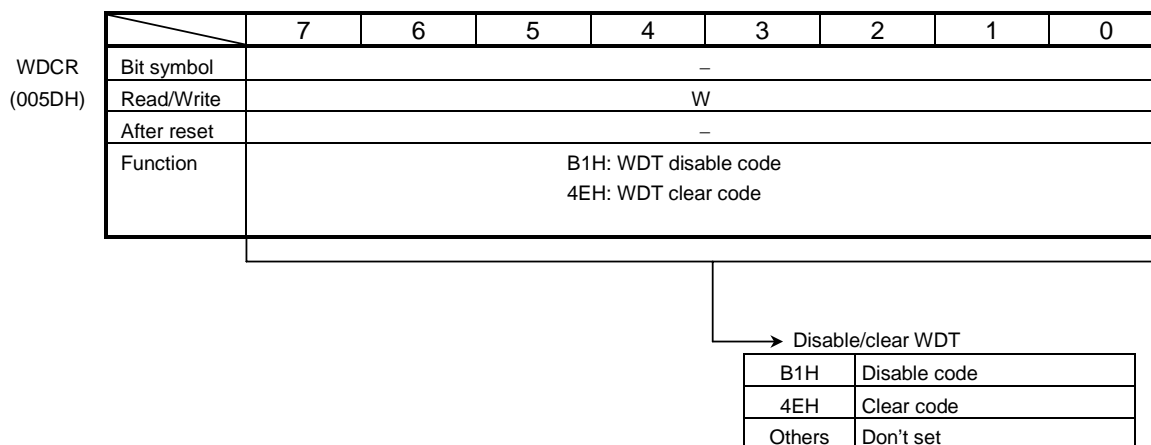 7 6 5 4 3 2 1 0
WDCR Bit symbol –
(005DH) Read/Write W
After reset –
Function B1H: WDT disable code
4EH: WDT clear code
Disable/clear WDT
B1H Disable code
4EH Clear code
Others Don't set